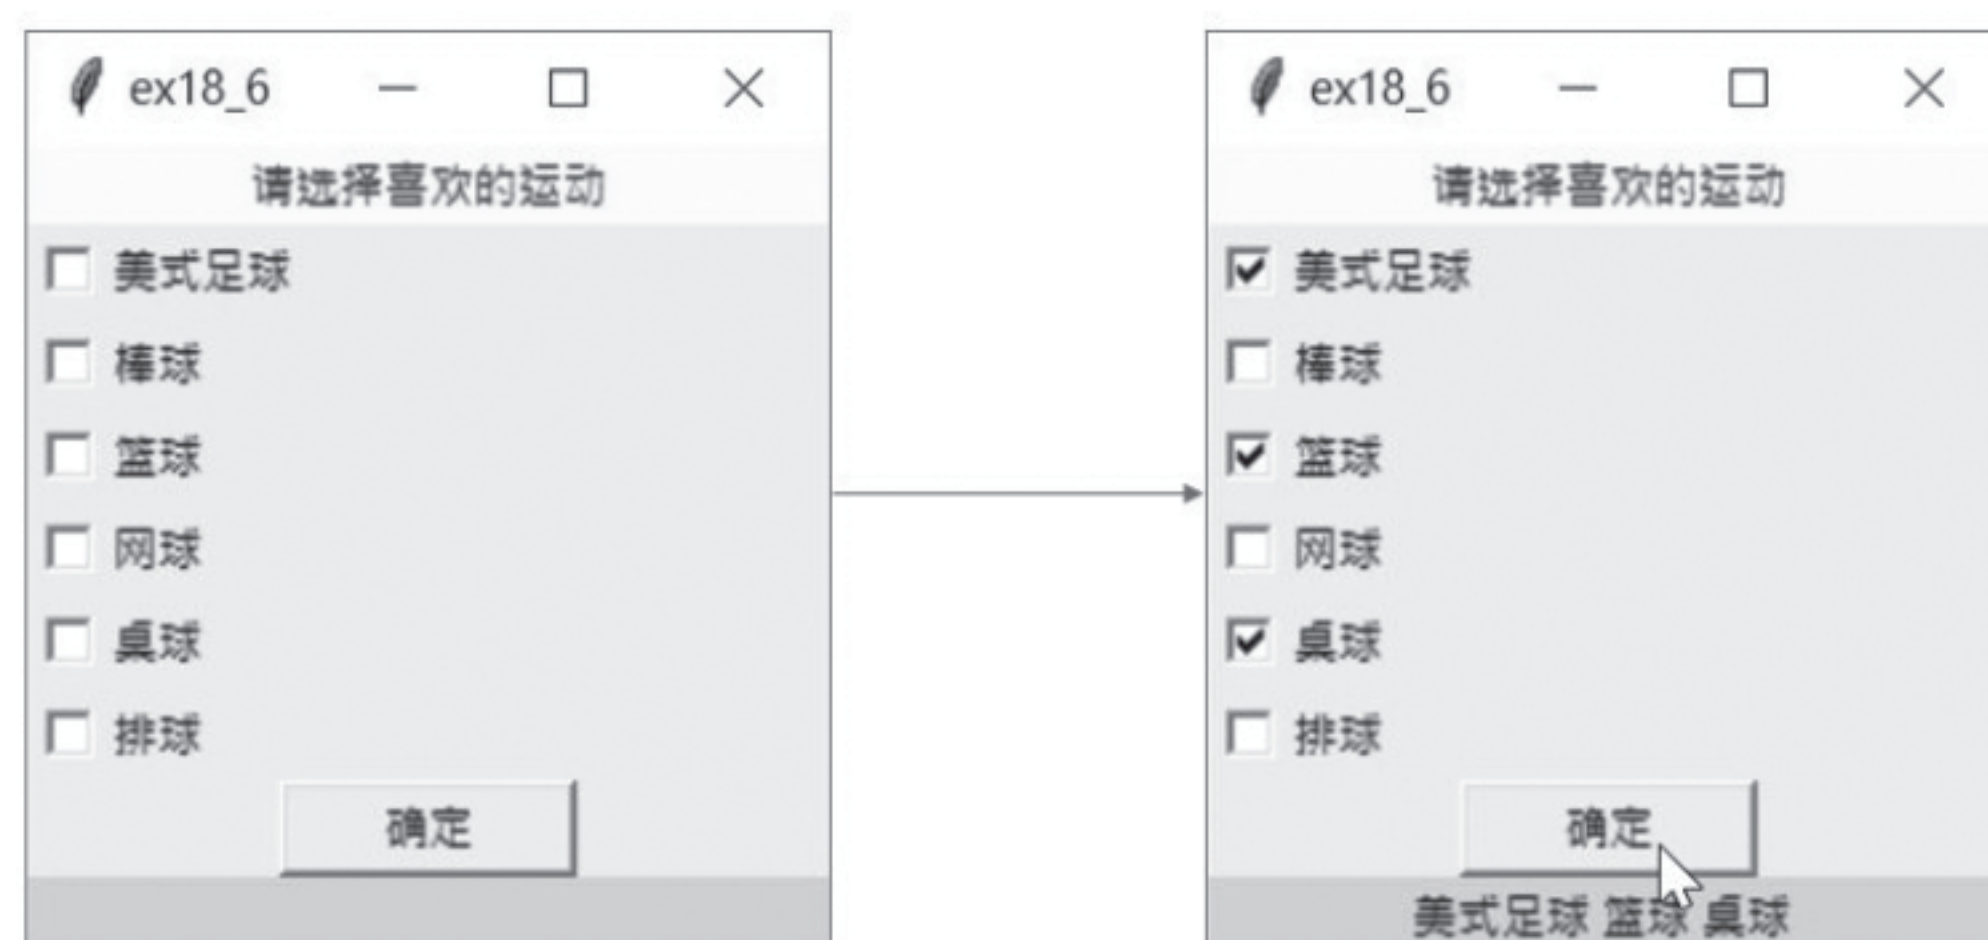 ex18_6
请选择喜欢的运动
美式足球
棒球
篮球
网球
桌球
排球
确定
ex18_6
请选择喜欢的运动
美式足球
棒球
篮球
网球
桌球
排球
确定
美式足球 篮球 桌球